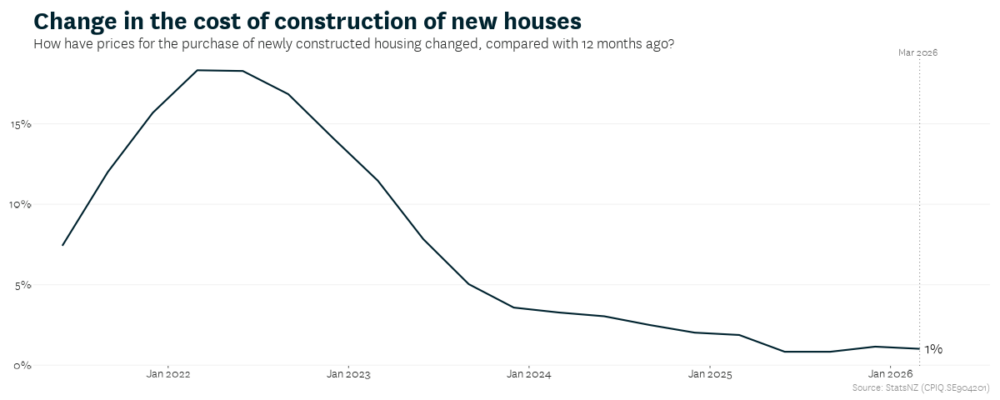 Change in the cost of construction of new houses
How have prices for the purchase of newly constructed housing changed, compared with 12 months ago?
Mar 2026
15%
10%
5%
1%
0%
Jan 2022 Jan 2023 Jan 2024 Jan 2025 Jan 2026
Source: StatsNZ (CPIQ.SE904201)